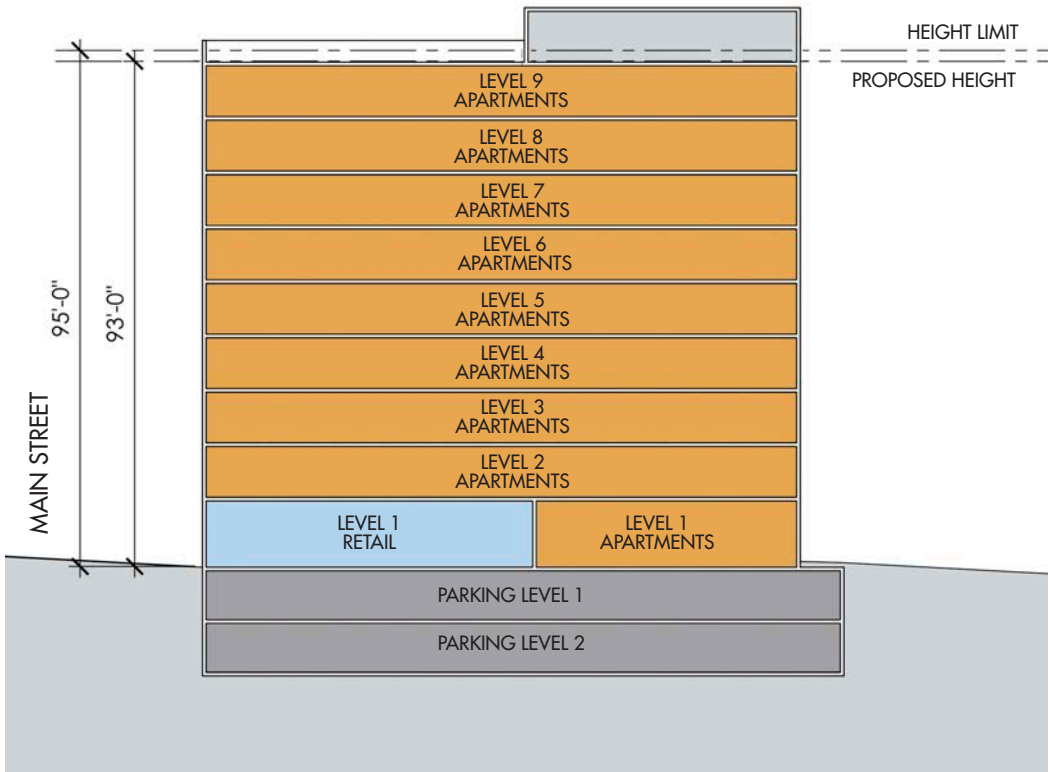 HEIGHT LIMIT
PROPOSED HEIGHT
LEVEL 9
APARTMENTS
LEVEL 8
APARTMENTS
LEVEL 7
APARTMENTS
LEVEL 6
APARTMENTS
LEVEL 5
APARTMENTS
LEVEL 4
APARTMENTS
LEVEL 3
APARTMENTS
LEVEL 2
APARTMENTS
LEVEL 1
RETAIL
LEVEL 1
APARTMENTS
PARKING LEVEL 1
PARKING LEVEL 2
MAIN STREET
95'-0"
93'-0"